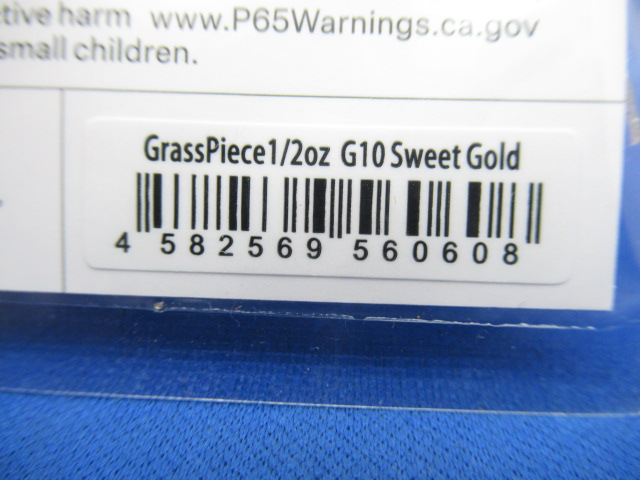 ctive harm www.P65Warnings.ca.gov
small children.
GrassPiece1/2oz G10 Sweet Gold
4 582569 560608